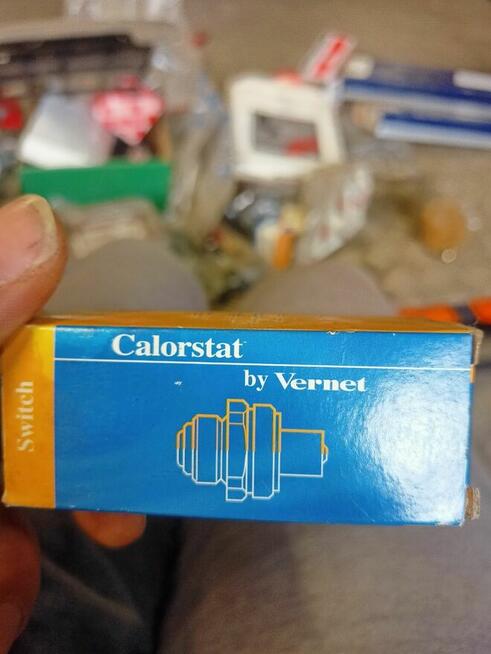 Calorstat
by Vernet
Switch